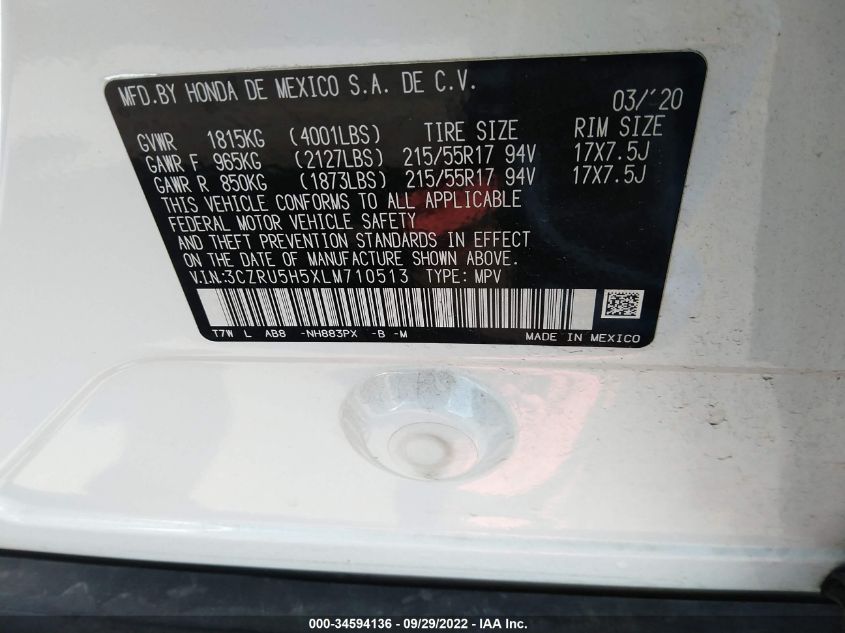 MFD.BY HONDA DE MEXICO S.A. DE C.V.
03/'20
GVWR 1815KG (4001LBS) TIRE SIZE RIM SIZE
GAWR F 965KG (2127LBS) 215/55R17 94V 17X7.5J
GAWR R 850KG (1873LBS) 215/55R17 94V 17X7.5J
THIS VEHICLE CONFORMS TO ALL APPLICABLE
FEDERAL MOTOR VEHICLE SAFETY
AND THEFT PREVENTION STANDARDS IN EFFECT
ON THE DATE OF MANUFACTURE SHOWN ABOVE.
V.I.N:3CZRU5H5XLM710513 TYPE: MPV
T7W L AB8 -NH883PX -B -M MADE IN MEXICO
000-34594136 - 09/29/2022 - IAA Inc.